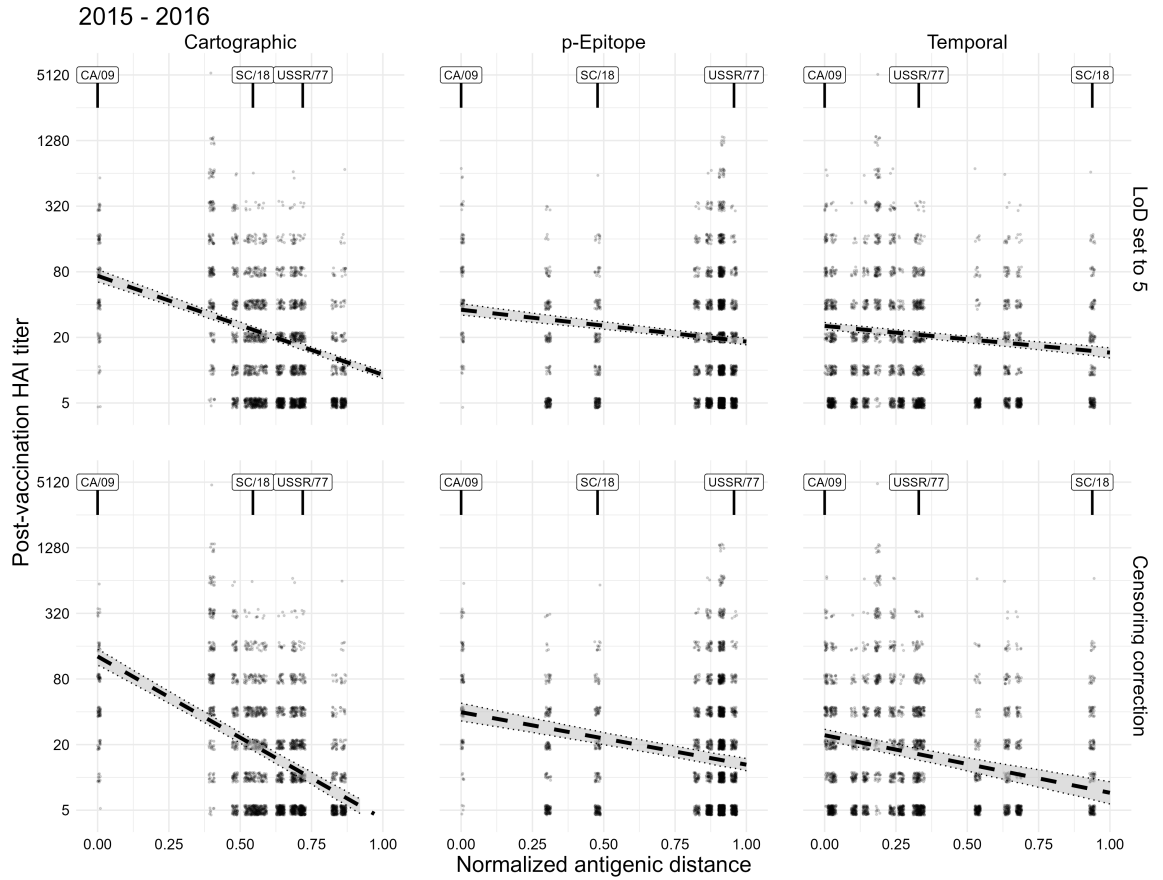 2015 - 2016
Cartographic p-Epitope Temporal
CA/09 SC/18 USSR/77 CA/09 SC/18 USSR/77 CA/09 USSR/77 SC/18
5120
1280
320
80
20
5
LoD set to 5
Post-vaccination HAI titer
CA/09 SC/18 USSR/77 CA/09 SC/18 USSR/77 CA/09 USSR/77 SC/18
5120
1280
320
80
20
5
Censoring correction
0.00 0.25 0.50 0.75 1.00 0.00 0.25 0.50 0.75 1.00 0.00 0.25 0.50 0.75 1.00
Normalized antigenic distance